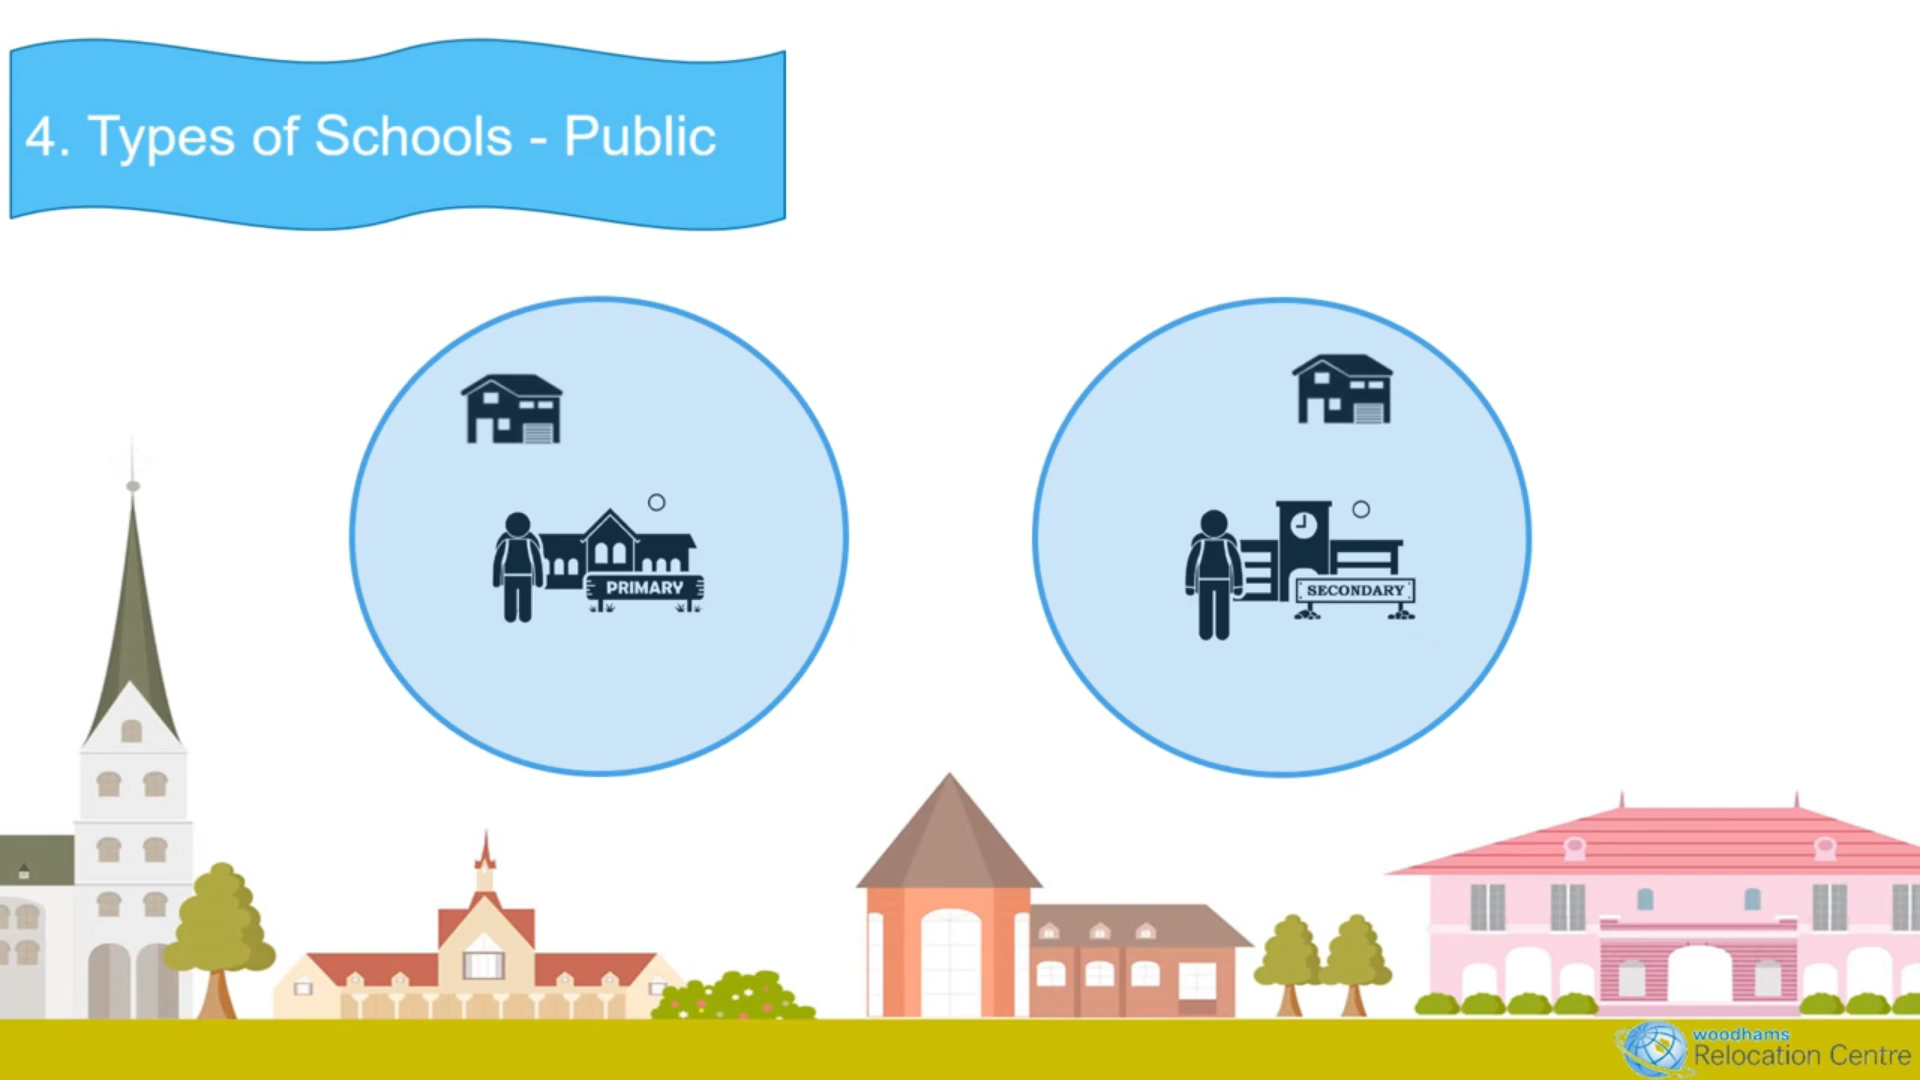 4. Types of Schools - Public
PRIMARY
SECONDARY
woodhams
Relocation Centre